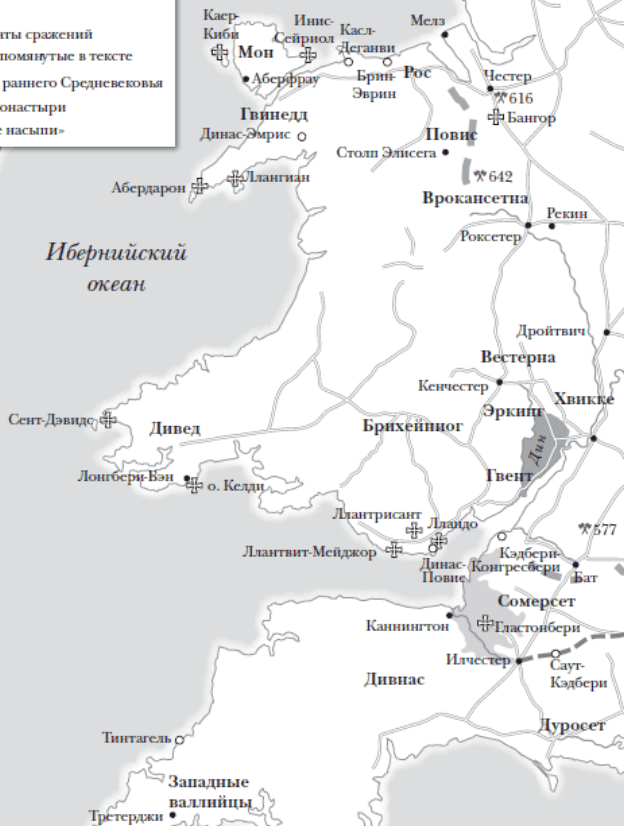 аты сражений
помянутые в тексте
раннего Средневековья
онастыри
е насыпи»
Каер-
Киби
Инис-
Сейриол
Касл-
Деганви
Мелз
Мон
Аберфрау
Брин-
Эврин
Рос
Честер
616
Бангор
Гвинедд
Динас-Эмрис
Повис
Столп Элисега
642
Абердарон
Ллангиан
Врокансетна
Рекин
Роксетер
Ибернийский
океан
Дройтвич
Вестерна
Кенчестер
Хвикке
Эркинг
Сент-Дэвидс
Дивед
Брихейниог
Дин
Гвент
Лонгбери-Бэн
о. Келди
Ллантрисант
Лландо
577
Ллантвит-Мейджор
Динас-
Повис
Кэдбери-
Конгресбери
Бат
Сомерсет
Каннингтон
Гластонбери
Илчестер
Саут-
Кэдбери
Дивнас
Дуросет
Тинтагель
Западные
валлийцы
Третерджи